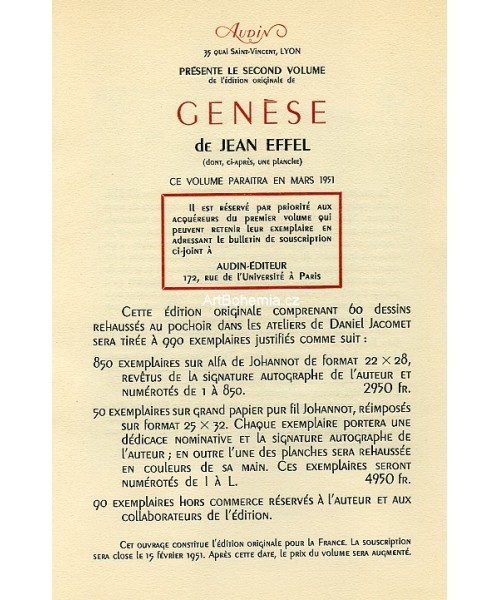 Audin
35 quai Saint-Vincent, LYON
PRÉSENTE LE SECOND VOLUME
de l'édition originale de
GENÈSE
de JEAN EFFEL
(dont, ci-après, une planche)
CE VOLUME PARAITRA EN MARS 1951
Il est réservé par priorité aux
acquéreurs du premier volume qui
peuvent retenir leur exemplaire en
adressant le bulletin de souscription
ci-joint à
AUDIN-ÉDITEUR
172, rue de l'Université à Paris
ArtBohemia.cz
Cette édition originale comprenant 60 dessins
rehaussés au pochoir dans les ateliers de Daniel Jacomet
sera tirée à 990 exemplaires justifiés comme suit :
850 exemplaires sur alfa de Johannot de format 22 × 28,
revêtus de la signature autographe de l'auteur et
numérotés de 1 à 850. 2950 fr.
50 exemplaires sur grand papier pur fil Johannot, réimposés
sur format 25 × 32. Chaque exemplaire portera une
dédicace nominative et la signature autographe de
l'auteur ; en outre l'une des planches sera rehaussée
en couleurs de sa main. Ces exemplaires seront
numérotés de I à L. 4950 fr.
90 exemplaires hors commerce réservés à l'auteur et aux
collaborateurs de l'édition.
Cet ouvrage constitue l'édition originale pour la France. La souscription
sera close le 15 février 1951. Après cette date, le prix du volume sera augmenté.